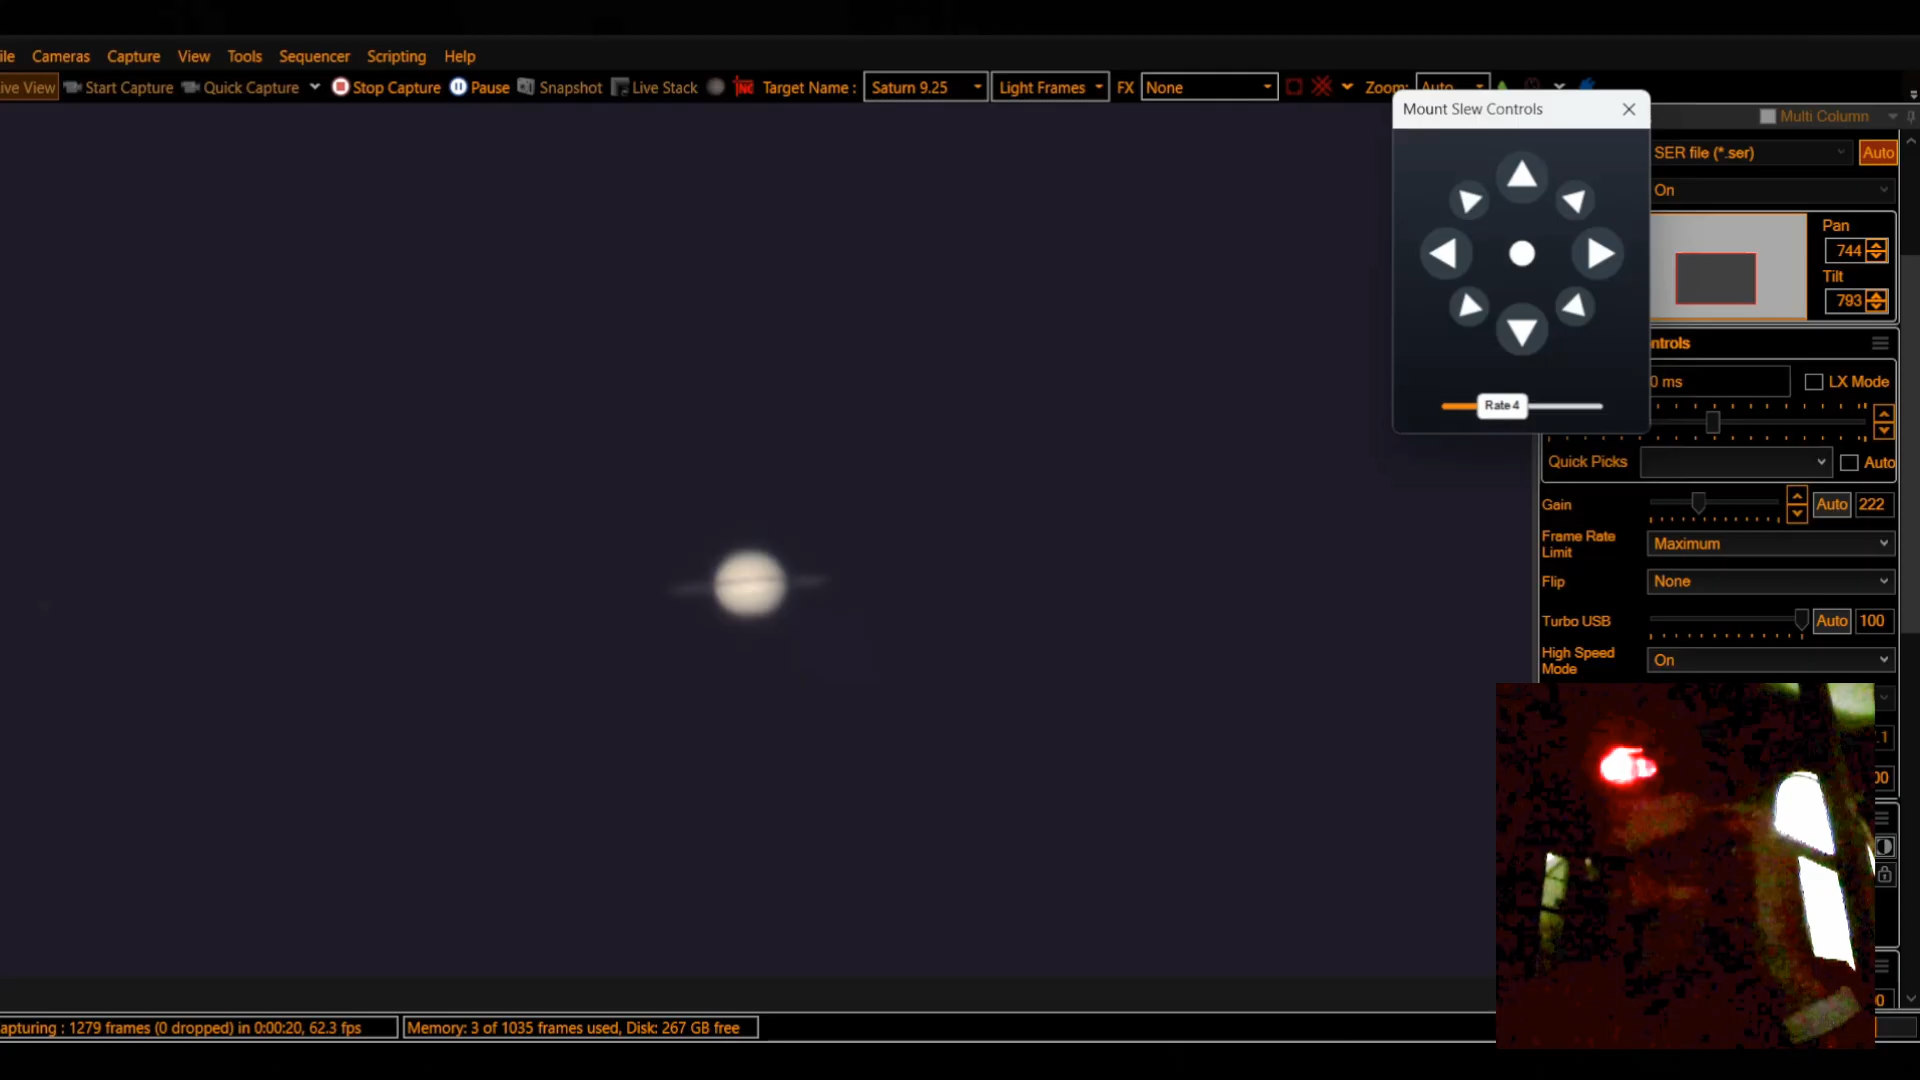 ile Cameras Capture View Tools Sequencer Scripting Help
ive View Start Capture Quick Capture Stop Capture Pause Snapshot Live Stack Target Name : Saturn 9.25 Light Frames FX None Zoom: Auto
Mount Slew Controls
Multi Column
SER file (*.ser) Auto
On
Pan
744
Tilt
793
ntrols
0 ms LX Mode
Rate 4
Quick Picks Auto
Gain Auto 222
Frame Rate Limit Maximum
Flip None
Turbo USB Auto 100
High Speed Mode On
.1
00
0
apturing : 1279 frames (0 dropped) in 0:00:20, 62.3 fps
Memory: 3 of 1035 frames used, Disk: 267 GB free